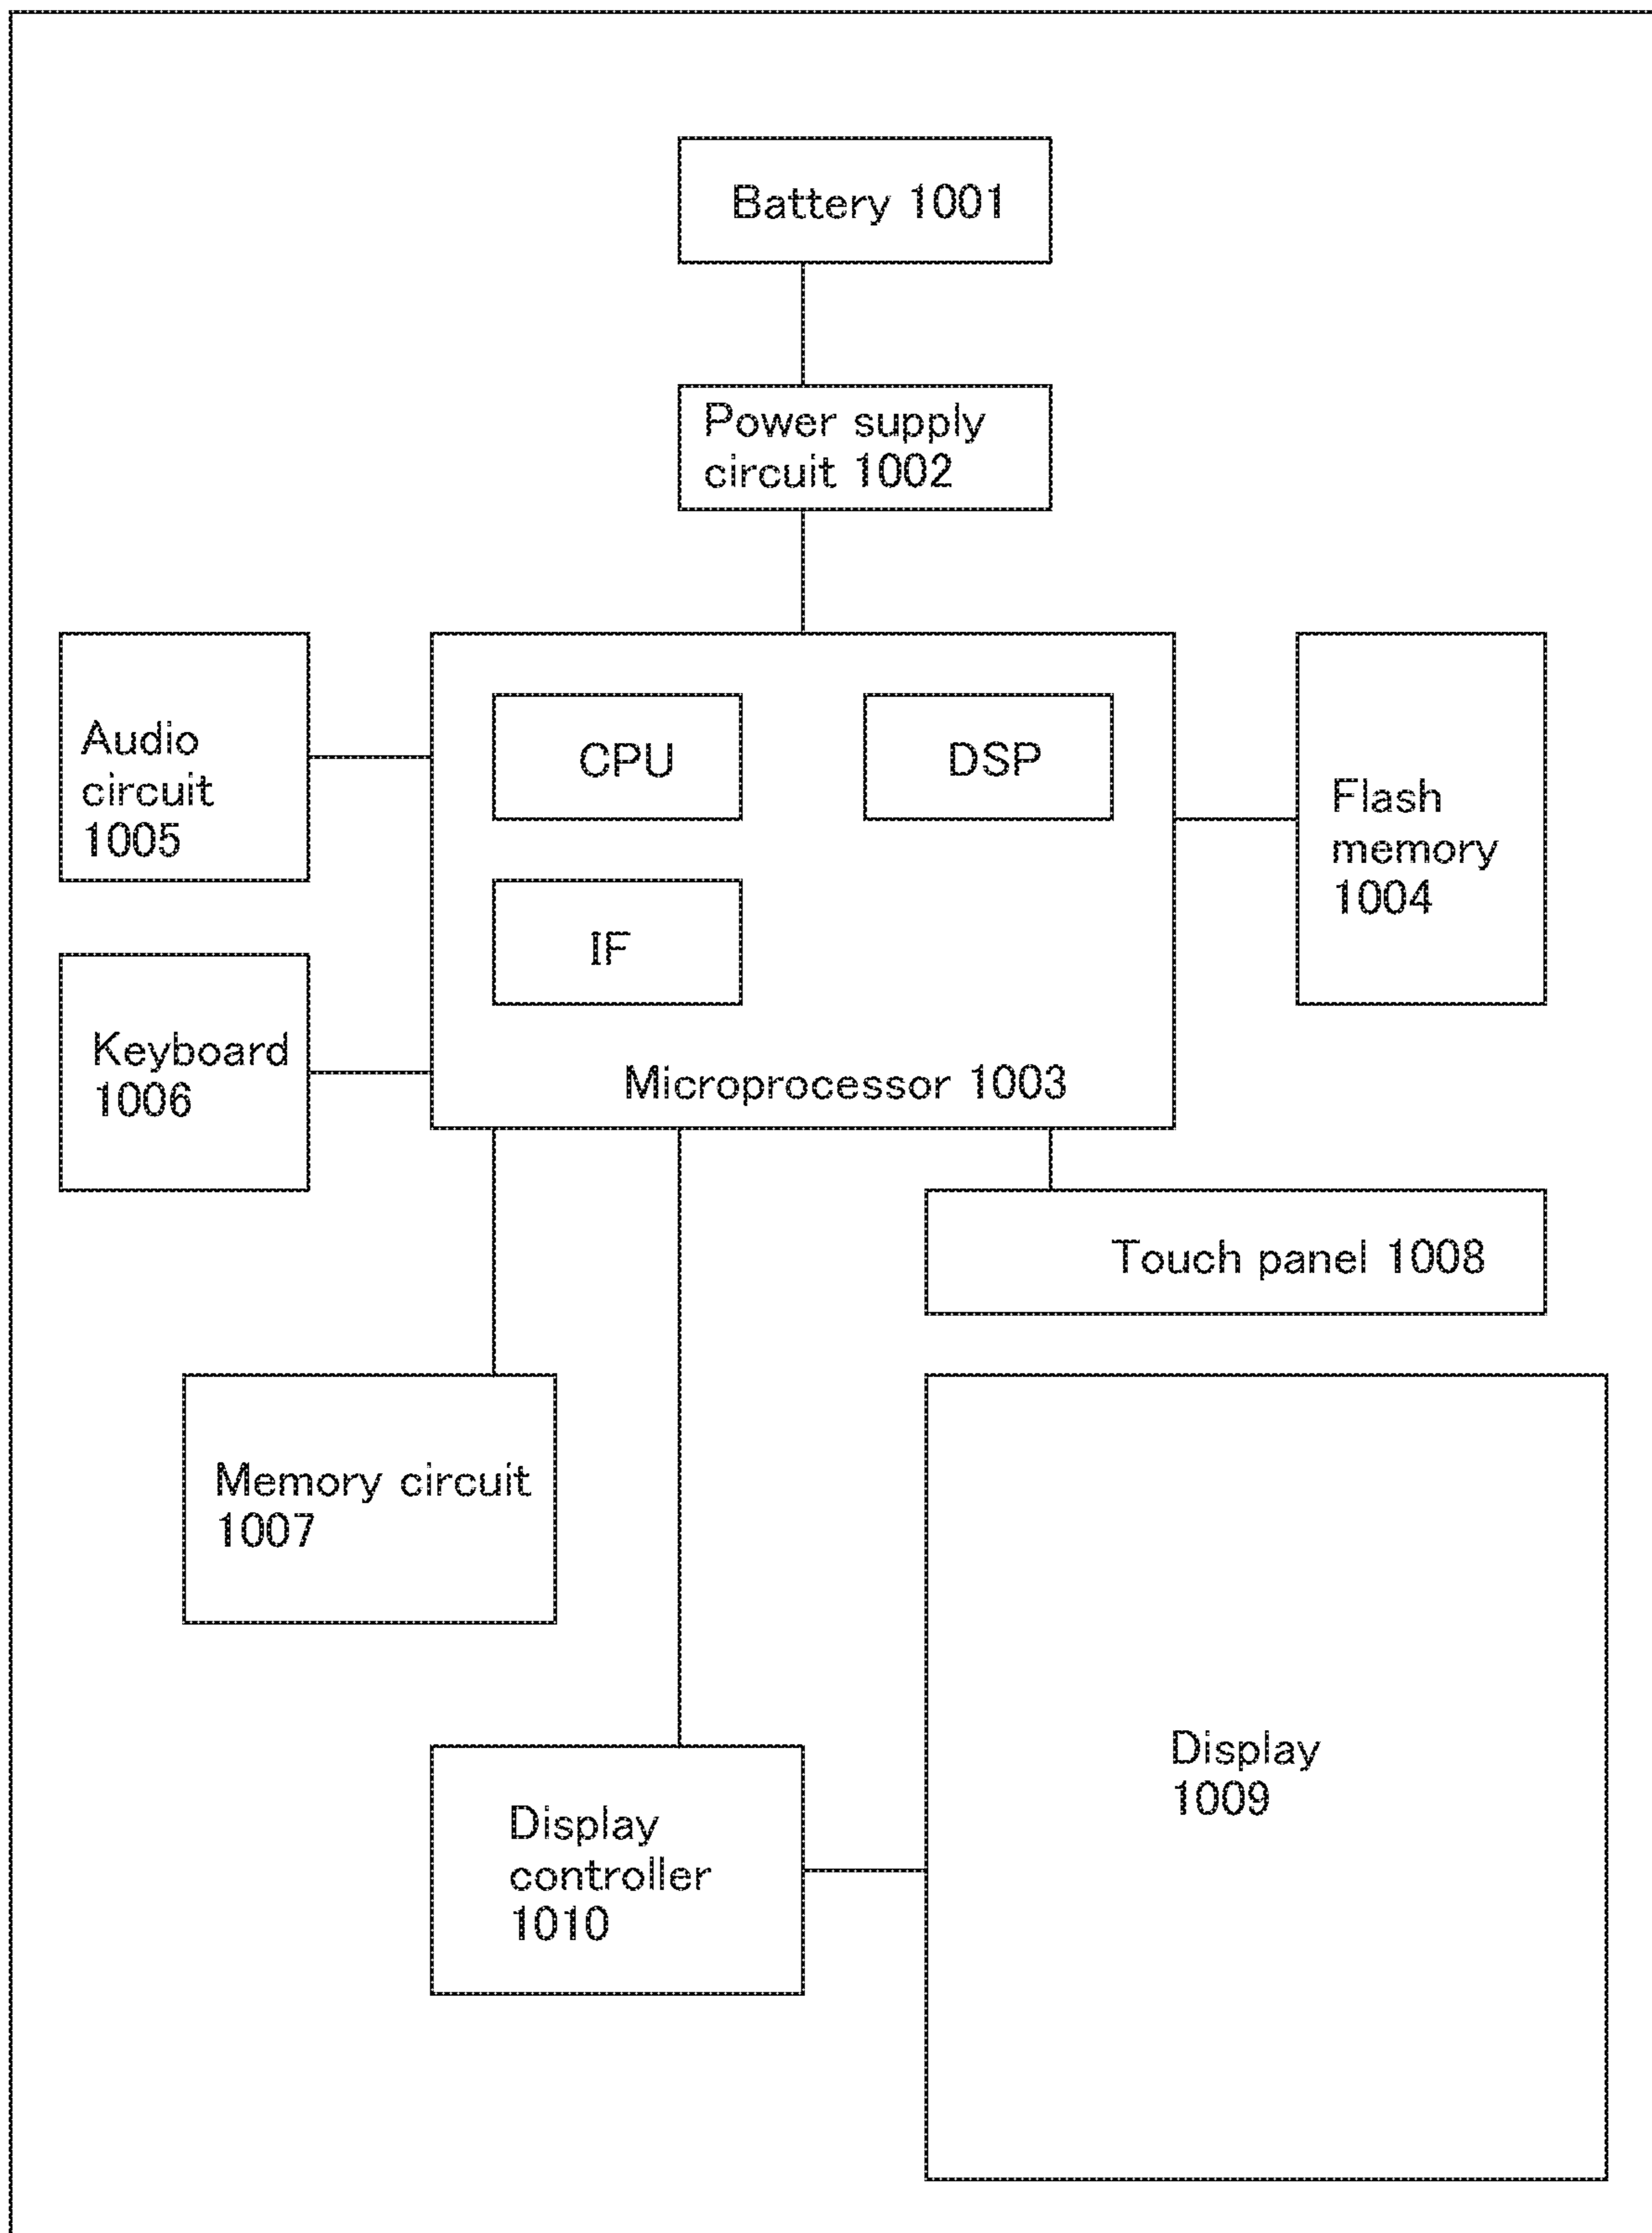 Battery 1001
Power supply
circuit 1002
Audio
circuit
1005
CPU
DSP
IF
Microprocessor 1003
Flash
memory
1004
Keyboard
1006
Touch panel 1008
Memory circuit
1007
Display
1009
Display
controller
1010